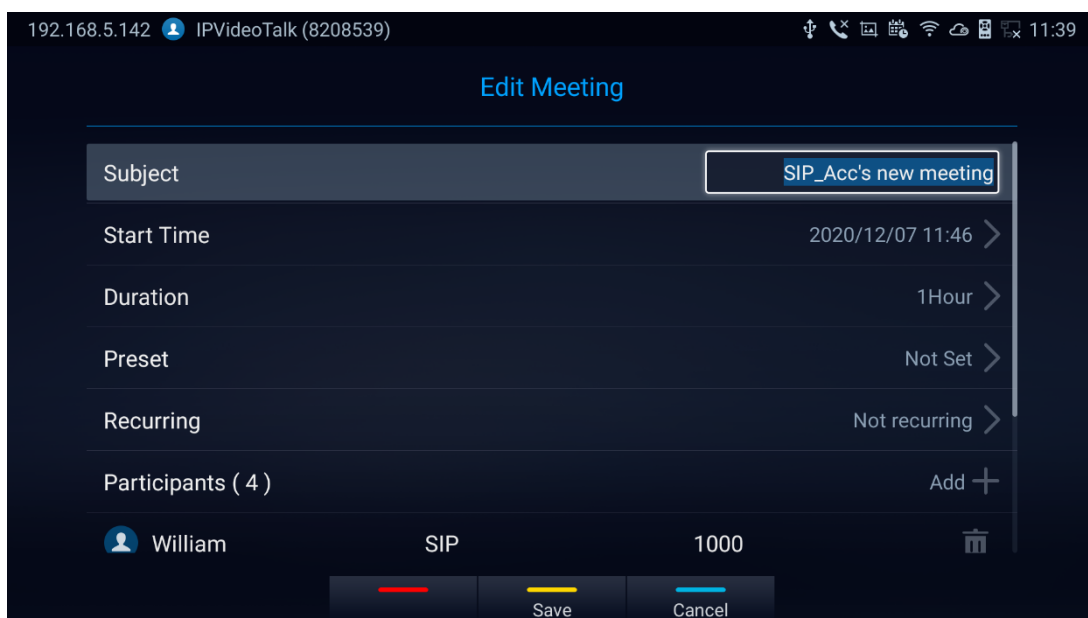 192.168.5.142 IPVideoTalk (8208539) 11:39
Edit Meeting
Subject SIP_Acc's new meeting
Start Time 2020/12/07 11:46
Duration 1Hour
Preset Not Set
Recurring Not recurring
Participants ( 4 ) Add
William SIP 1000
Save Cancel